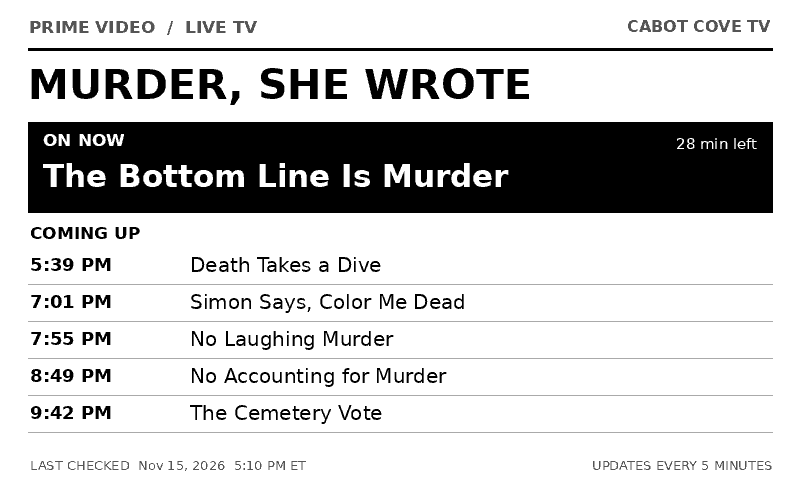 PRIME VIDEO / LIVE TV
CABOT COVE TV
MURDER, SHE WROTE
ON NOW
28 min left
The Bottom Line Is Murder
COMING UP
5:39 PM Death Takes a Dive
7:01 PM Simon Says, Color Me Dead
7:55 PM No Laughing Murder
8:49 PM No Accounting for Murder
9:42 PM The Cemetery Vote
LAST CHECKED Nov 15, 2026 5:10 PM ET
UPDATES EVERY 5 MINUTES